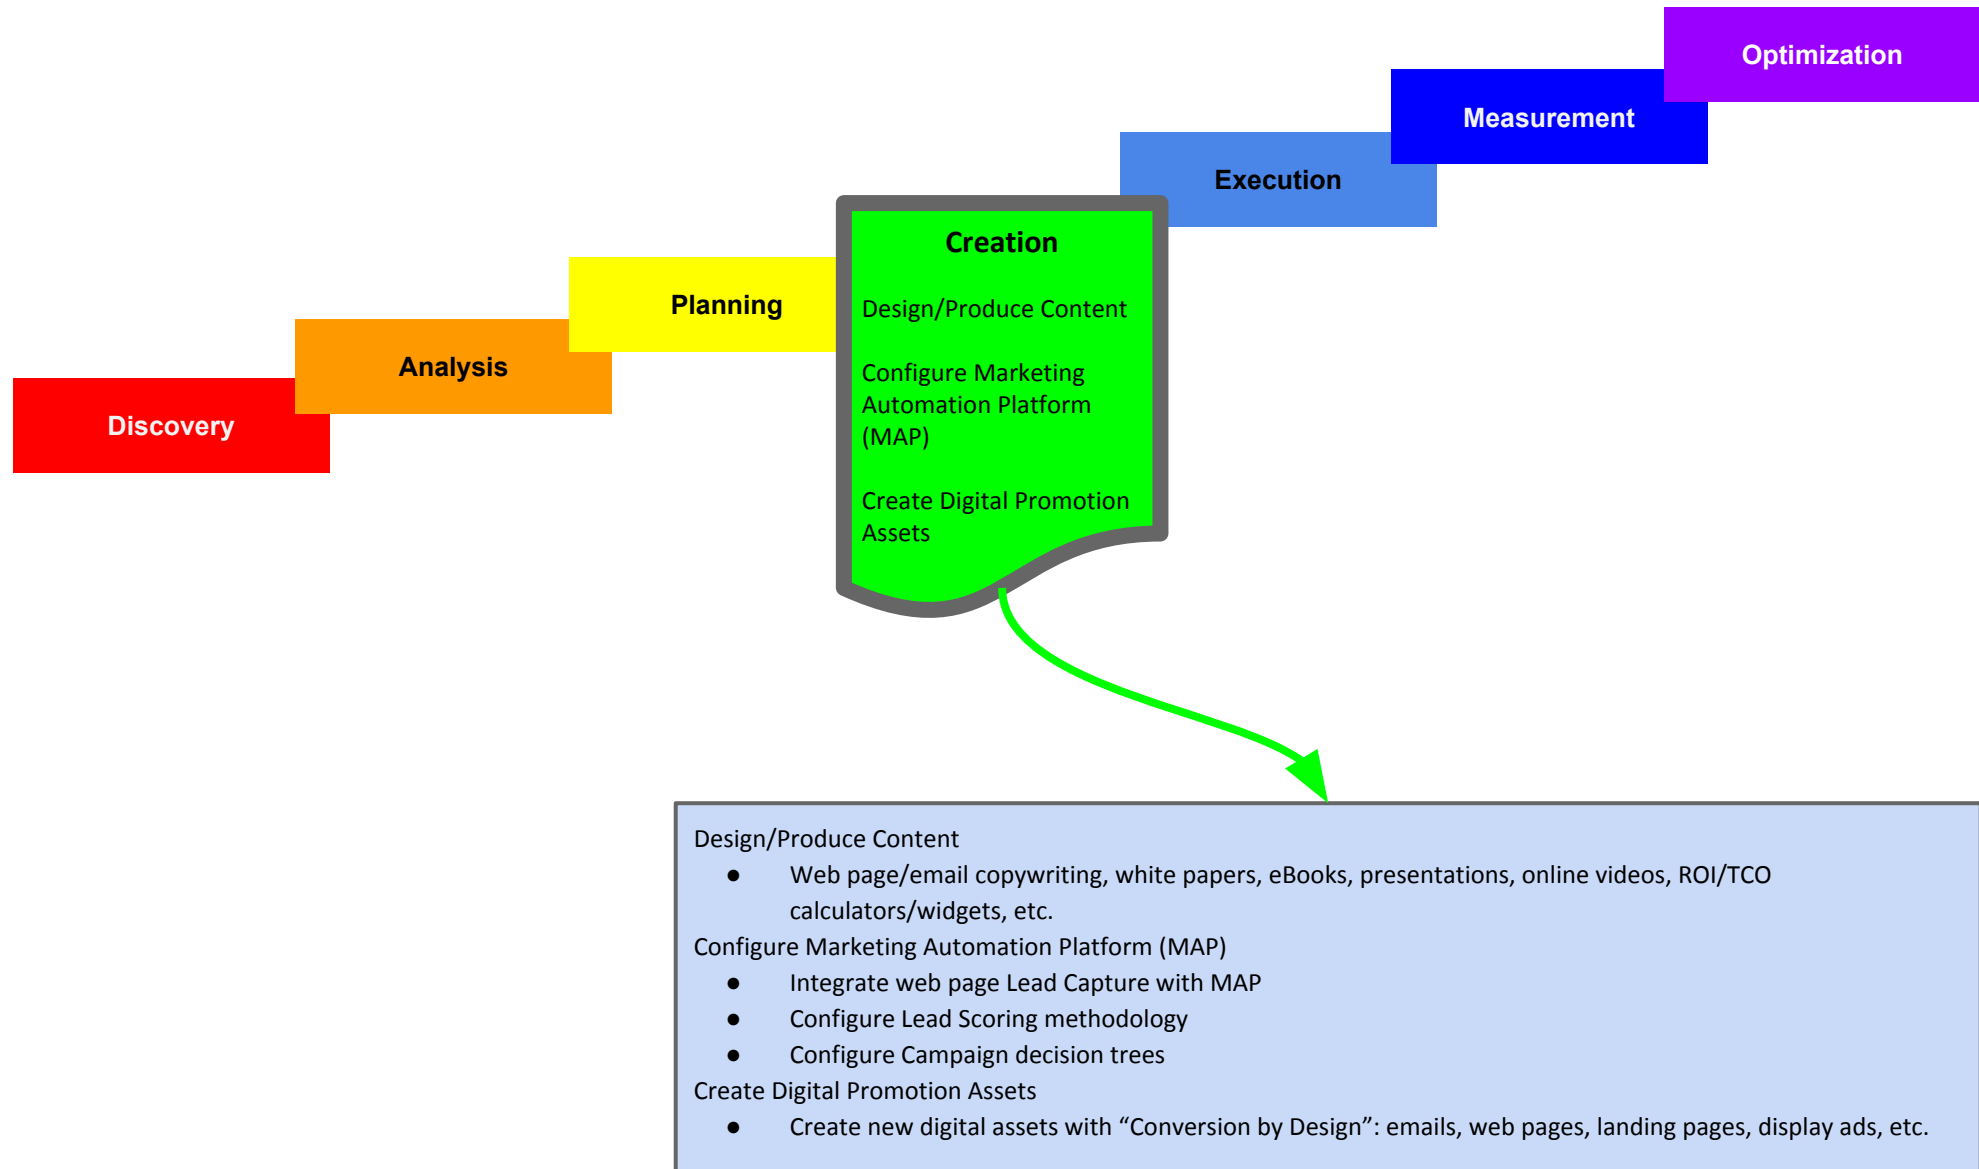 Optimization
Measurement
Execution
Creation
Planning
Design/Produce Content
Analysis
Configure Marketing
Automation Platform
(MAP)
Discovery
Create Digital Promotion
Assets
Design/Produce Content
● Web page/email copywriting, white papers, eBooks, presentations, online videos, ROI/TCO
calculators/widgets, etc.
Configure Marketing Automation Platform (MAP)
● Integrate web page Lead Capture with MAP
● Configure Lead Scoring methodology
● Configure Campaign decision trees
Create Digital Promotion Assets
● Create new digital assets with “Conversion by Design”: emails, web pages, landing pages, display ads, etc.